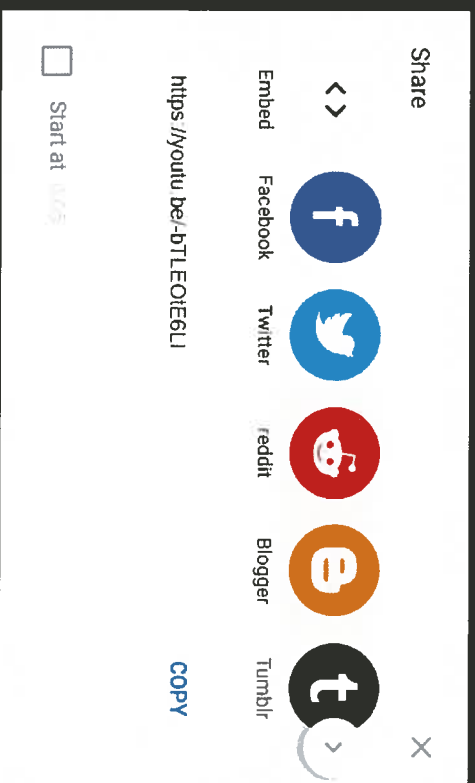 Share
Embed Facebook Twitter reddit Blogger Tumblr
https://youtu.be/-bTLEOtE6LI COPY
Start at